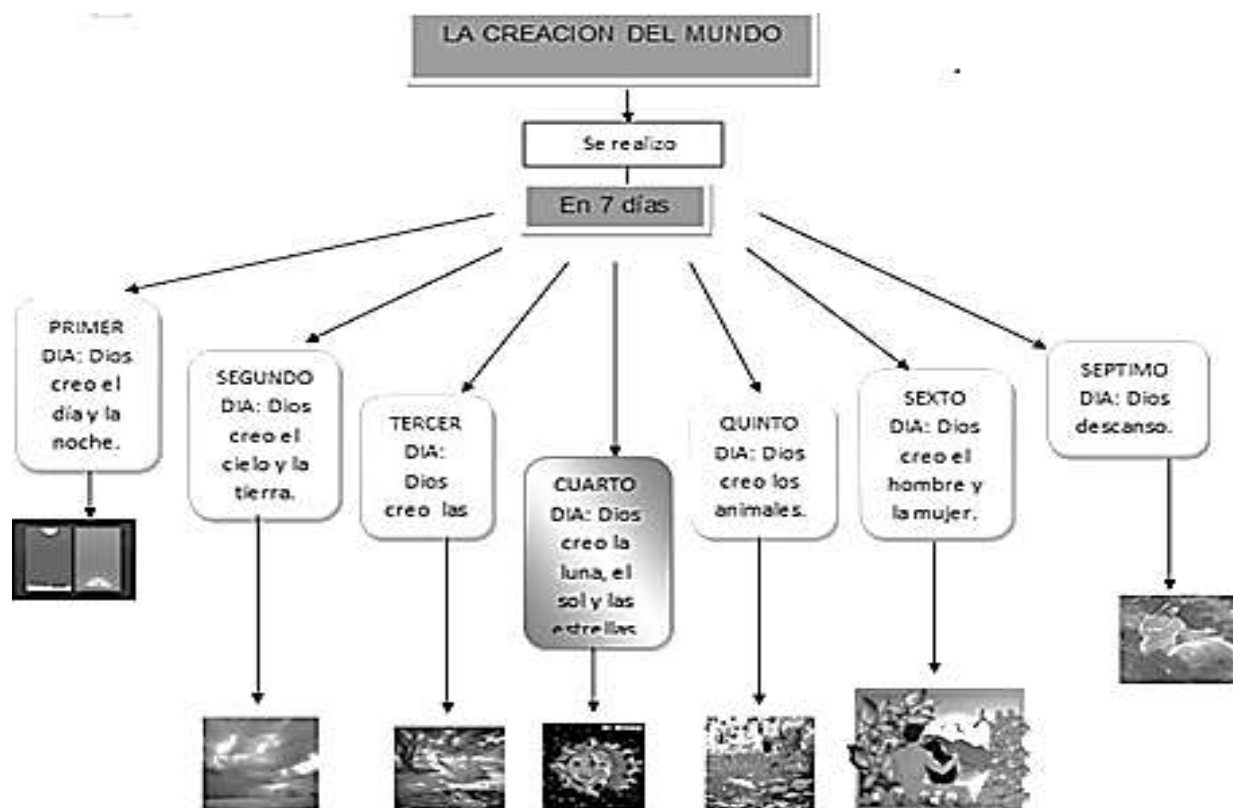 LA CREACION DEL MUNDO
Se realizo
En 7 días
PRIMER
DIA: Dios
creo el
día y la
noche.
SEGUNDO
DIA: Dios
creo el
cielo y la
tierra.
TERCER
DIA:
Dios
creo las
CUARTO
DIA: Dios
creo la
luna, el
sol y las
estrellas
QUINTO
DIA: Dios
creo los
animales.
SEXTO
DIA: Dios
creo el
hombre y
la mujer.
SEPTIMO
DIA: Dios
descanso.